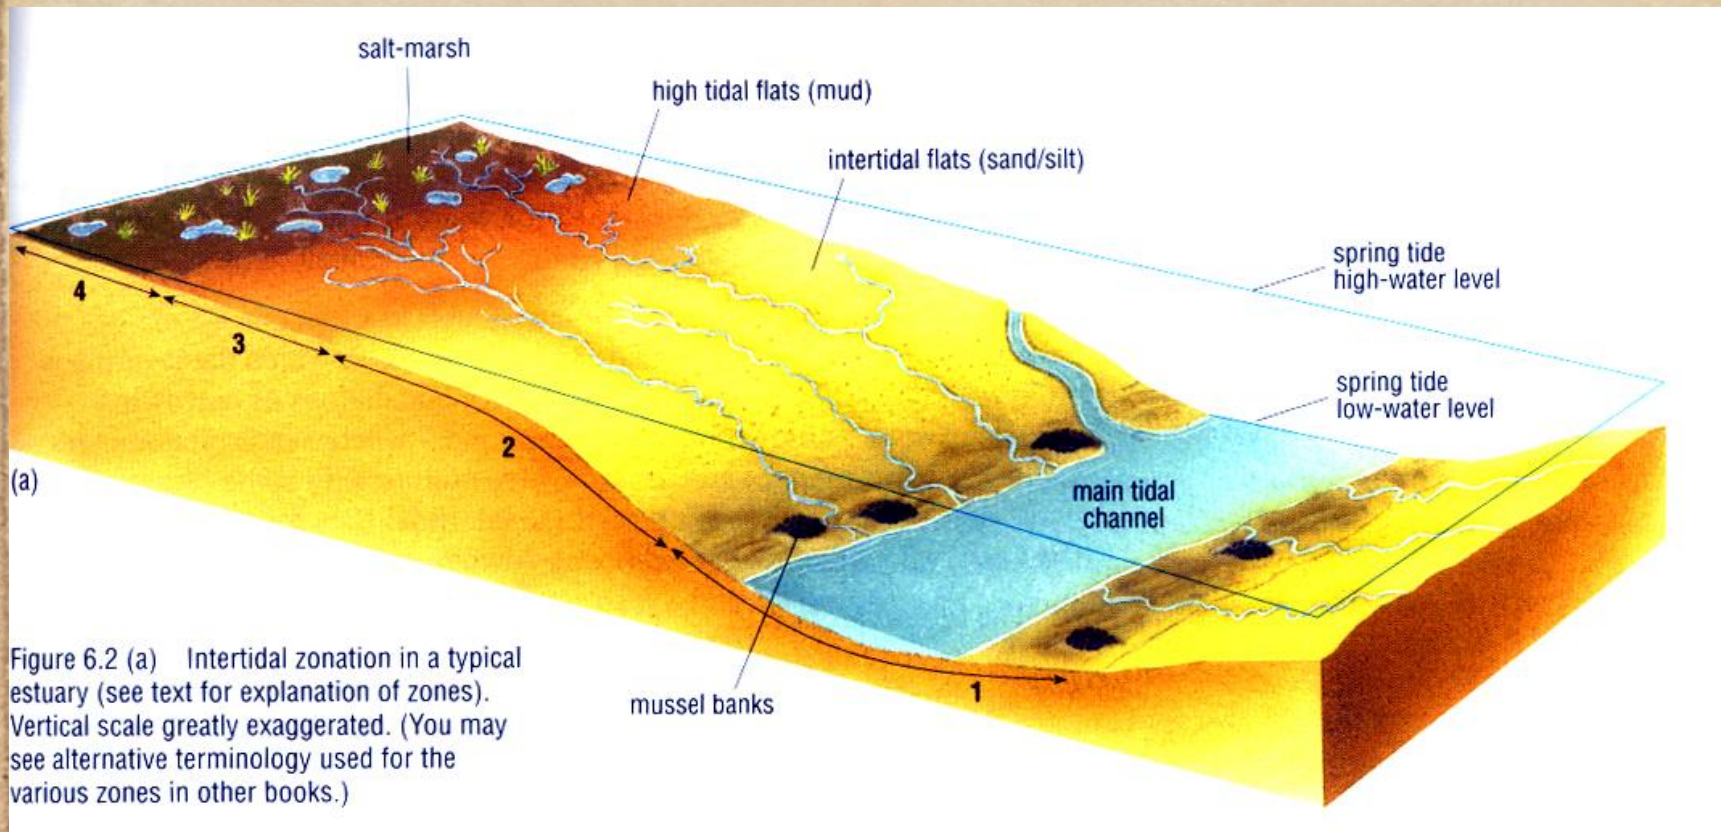 salt-marsh
high tidal flats (mud)
intertidal flats (sand/silt)
spring tide
high-water level
spring tide
low-water level
4
3
2
(a)
main tidal
channel
1
mussel banks
Figure 6.2 (a) Intertidal zonation in a typical
estuary (see text for explanation of zones).
Vertical scale greatly exaggerated. (You may
see alternative terminology used for the
various zones in other books.)